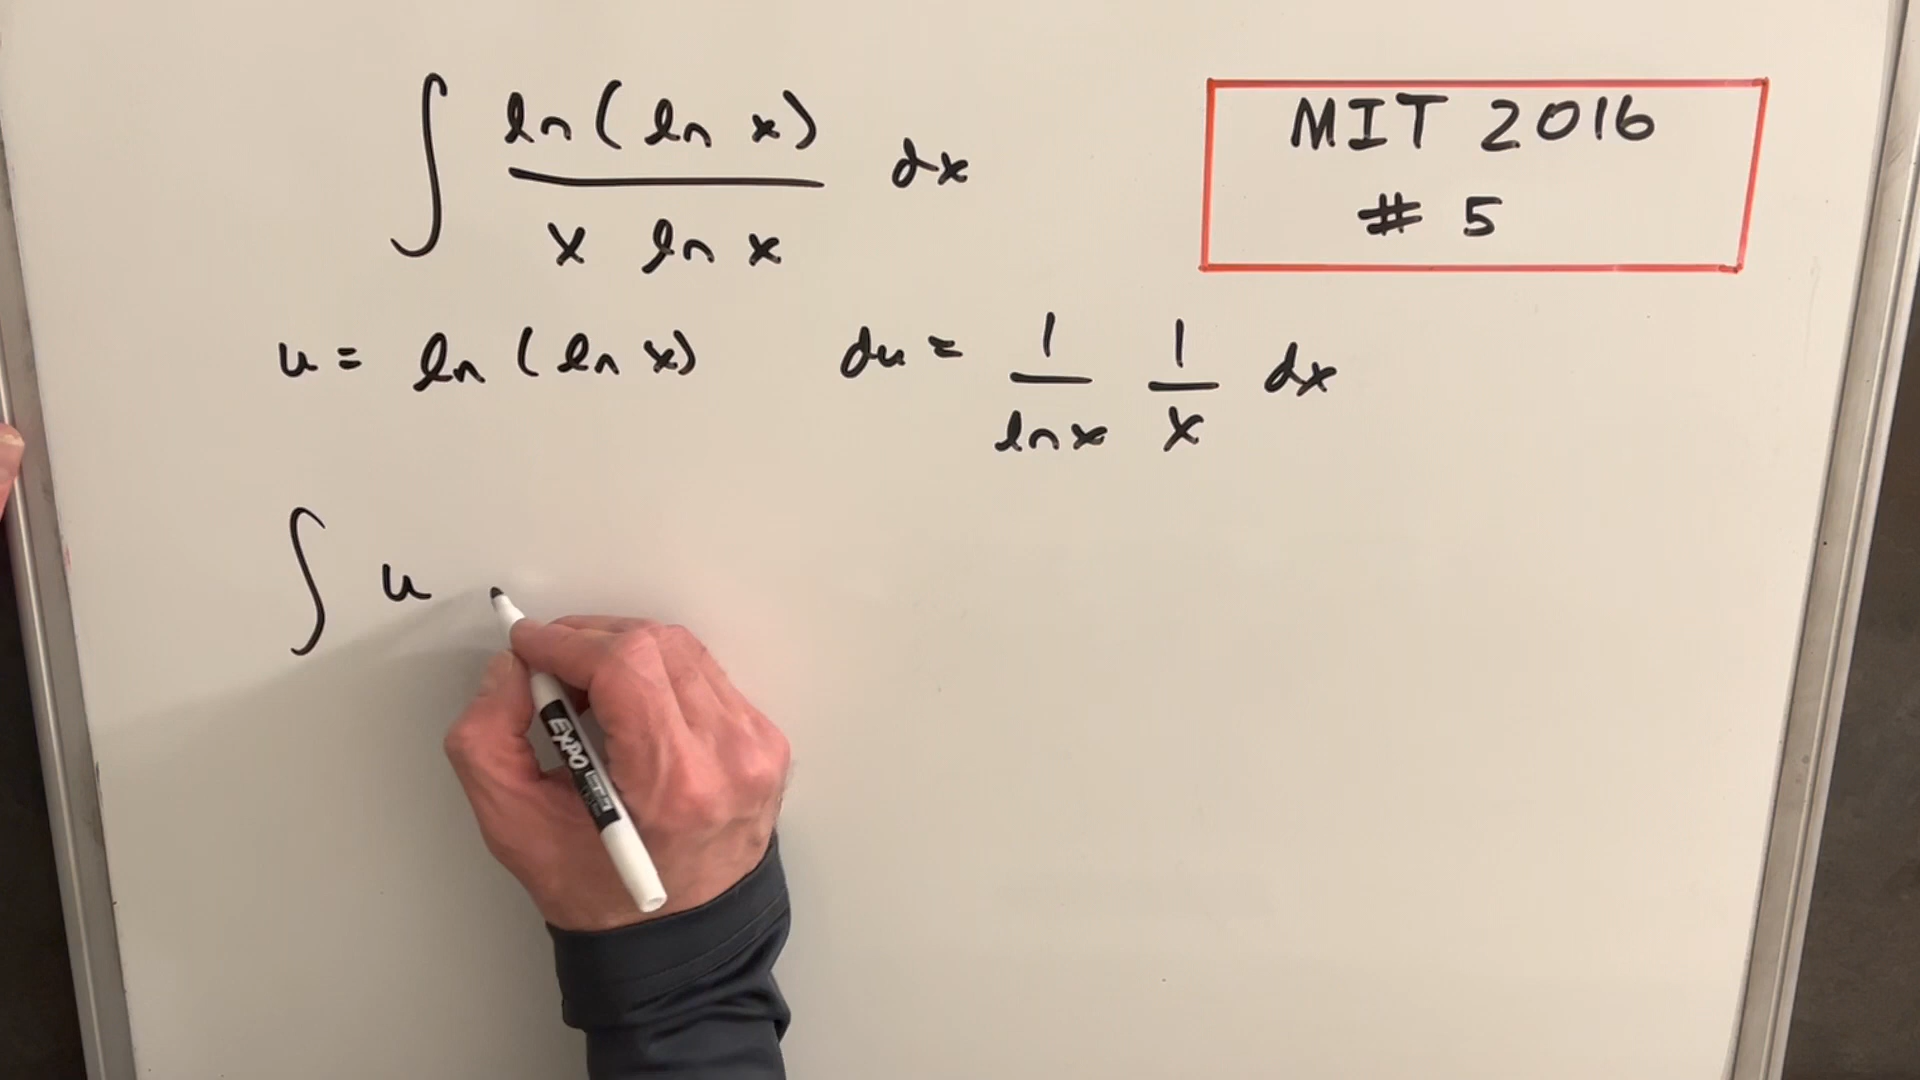 ∫ ln(ln x) / (x ln x) dx
MIT 2016
# 5
u = ln(ln x)   du = 1/ln x 1/x dx
∫ u
EXPO